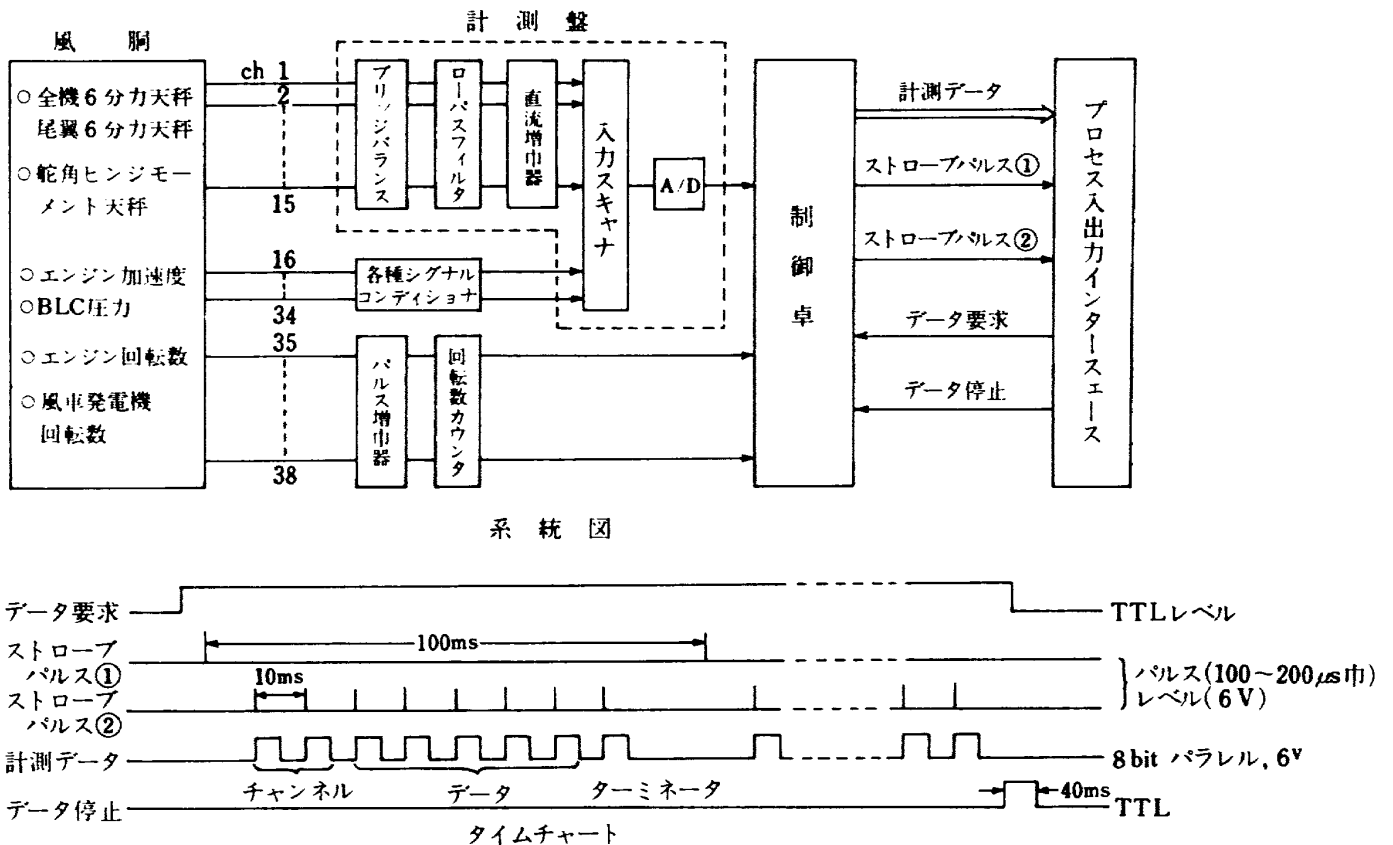 計測盤
風胴
○全機6分力天秤
尾翼6分力天秤
○舵角ヒンジモー
メント天秤
○エンジン加速度
○BLC圧力
○エンジン回転数
○風車発電機
回転数
ch 1
2
15
16
34
35
38
ブリッジバランス
ローパスフィルタ
直流増巾器
入力スキャナ
A/D
各種シグナル
コンディショナ
パルス増巾器
回転数カウンタ
制御卓
計測データ
ストローブパルス①
ストローブパルス②
データ要求
データ停止
プロセス入出力インタースェース
系統図
データ要求
TTLレベル
ストローブ
パルス①
100ms
10ms
パルス(100~200μs巾)
レベル(6V)
ストローブ
パルス②
計測データ
8bit パラレル, 6v
チャンネル
データ
ターミネータ
データ停止
40ms
TTL
タイムチャート